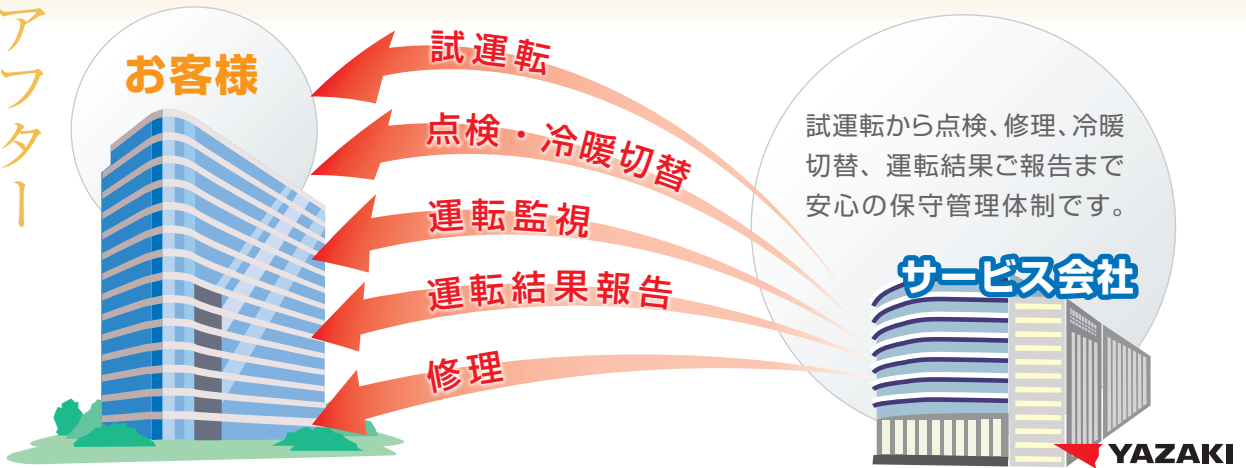 アフター
お客様
試運転
点検・冷暖切替
運転監視
運転結果報告
修理
試運転から点検、修理、冷暖
切替、運転結果ご報告まで
安心の保守管理体制です。
サービス会社
YAZAKI